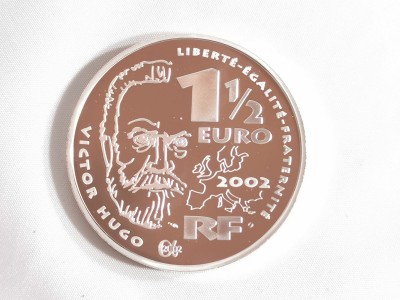 LIBERTÉ-ÉGALITÉ-FRATERNITÉ
1 1/2
EURO
2002
RF
VICTOR HUGO